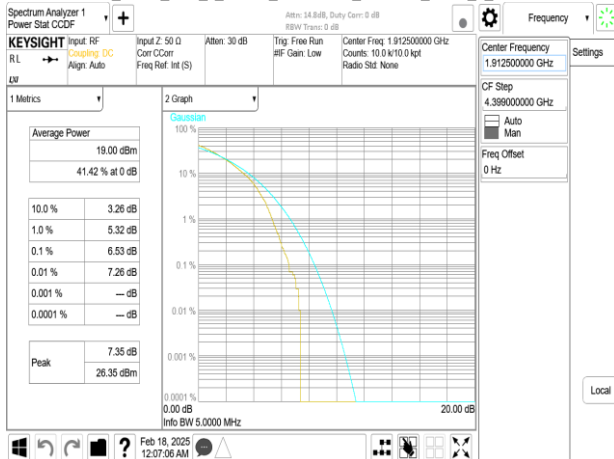 Spectrum Analyzer 1
Power Stat CCDF
Attn: 14.8dB, Duty Corr: 0 dB
RBW Trans: 0 dB
Frequency
KEYSIGHT
RL
Input: RF
Coupling: DC
Align: Auto
Input Z: 50 Ω
Corr CCorr
Freq Ref: Int (S)
Atten: 30 dB
Trig: Free Run
#IF Gain: Low
Center Freq: 1.912500000 GHz
Counts: 10.0 k/10.0 kpt
Radio Std: None
LXI
Center Frequency
1.912500000 GHz
Settings
CF Step
4.399000000 GHz
Auto
Man
Freq Offset
0 Hz
Local
1 Metrics
Average Power
19.00 dBm
41.42 % at 0 dB
10.0 % 3.26 dB
1.0 % 5.32 dB
0.1 % 6.53 dB
0.01 % 7.26 dB
0.001 % --- dB
0.0001 % --- dB
Peak
7.35 dB
26.35 dBm
2 Graph
Gaussian
100 %
10 %
1 %
0.1 %
0.01 %
0.001 %
0.0001 %
0.00 dB 20.00 dB
Info BW 5.0000 MHz
?
Feb 18, 2025
12:07:06 AM